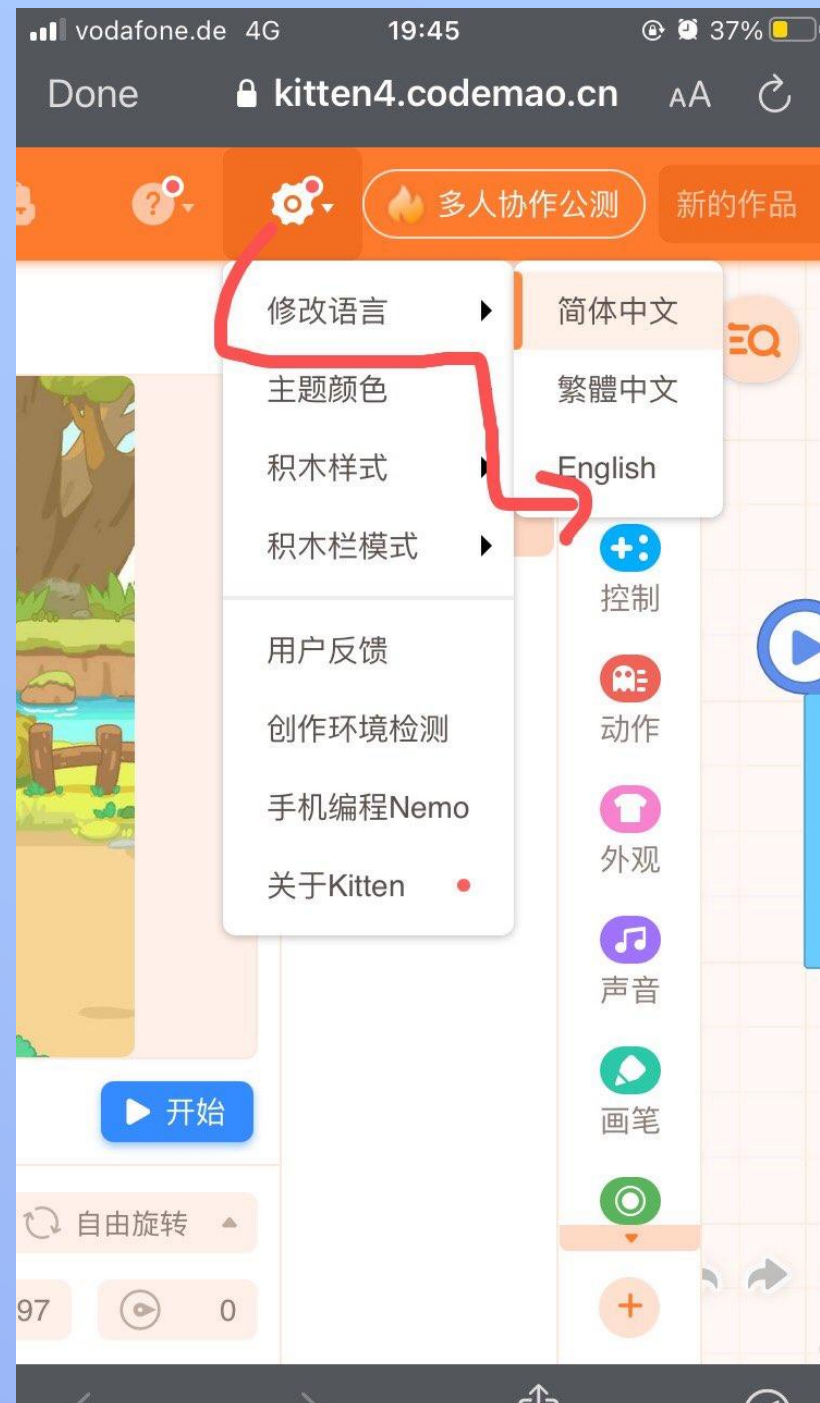 vodafone.de 4G 19:45 37%
Done kitten4.codemao.cn AA
多人协作公测 新的作品
修改语言
主题颜色
积木样式
积木栏模式
用户反馈
创作环境检测
手机编程Nemo
关于Kitten
简体中文
繁體中文
English
控制
动作
外观
声音
画笔
开始
自由旋转
97 0